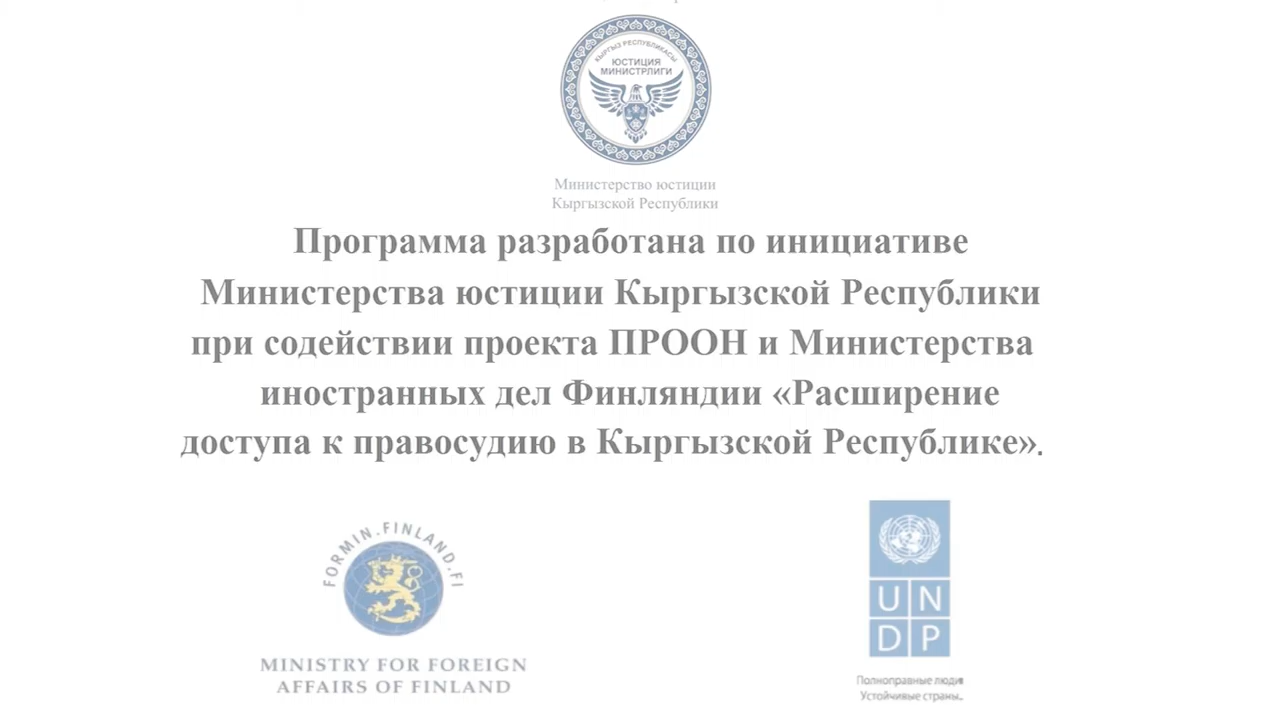 КЫРГЫЗ РЕСПУБЛИКАСЫ
ЮСТИЦИЯ
МИНИСТРЛИГИ
Министерство юстиции
Кыргызской Республики
Программа разработана по инициативе
Министерства юстиции Кыргызской Республики
при содействии проекта ПРООН и Министерства
иностранных дел Финляндии «Расширение
доступа к правосудию в Кыргызской Республике».
FORMIN.FINLAND.FI
MINISTRY FOR FOREIGN
AFFAIRS OF FINLAND
U N
D P
Полноправные люди
Устойчивые страны.